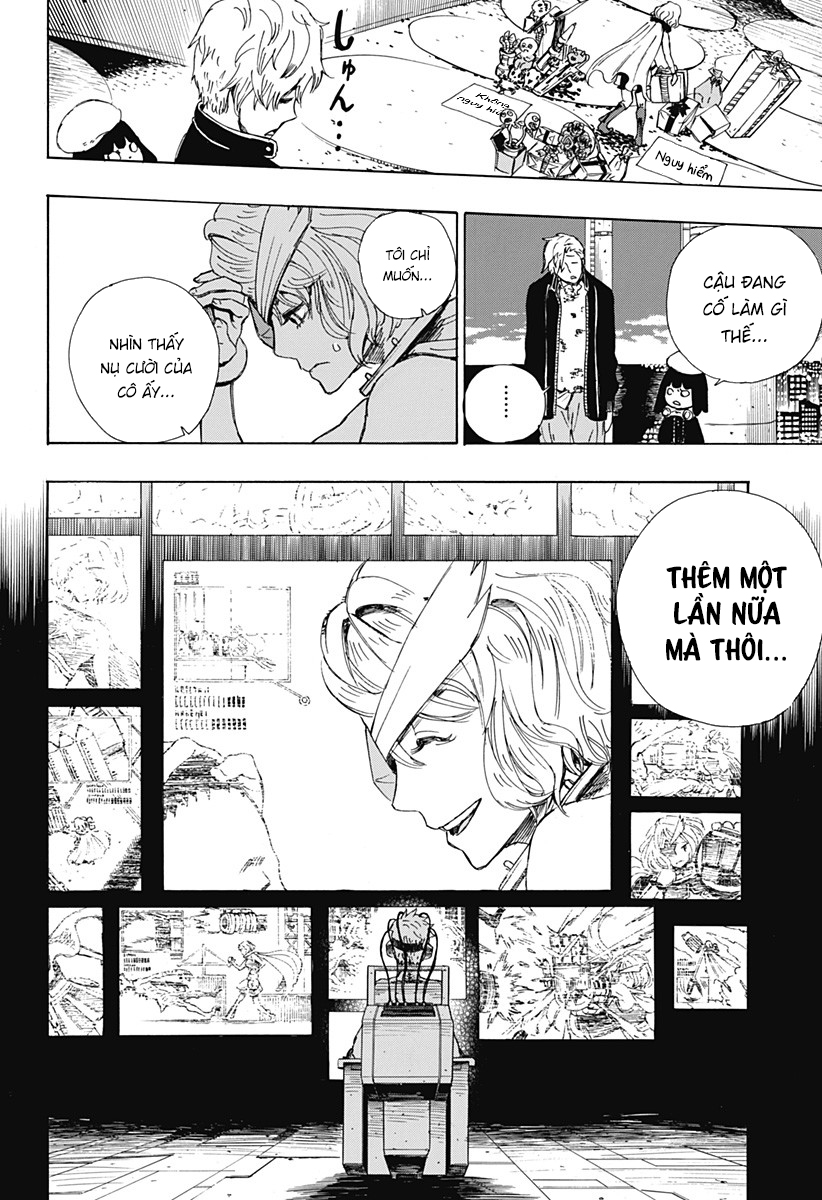 しゅん…
Không
nguy hiểm
Nguy hiểm
CẬU ĐANG
CỐ LÀM GÌ
THẾ...
......
TÔI CHỈ
MUỐN...
NHÌN THẤY
NỤ CƯỜI CỦA
CÔ ẤY...
THÊM MỘT
LẦN NỮA
MÀ THÔI...